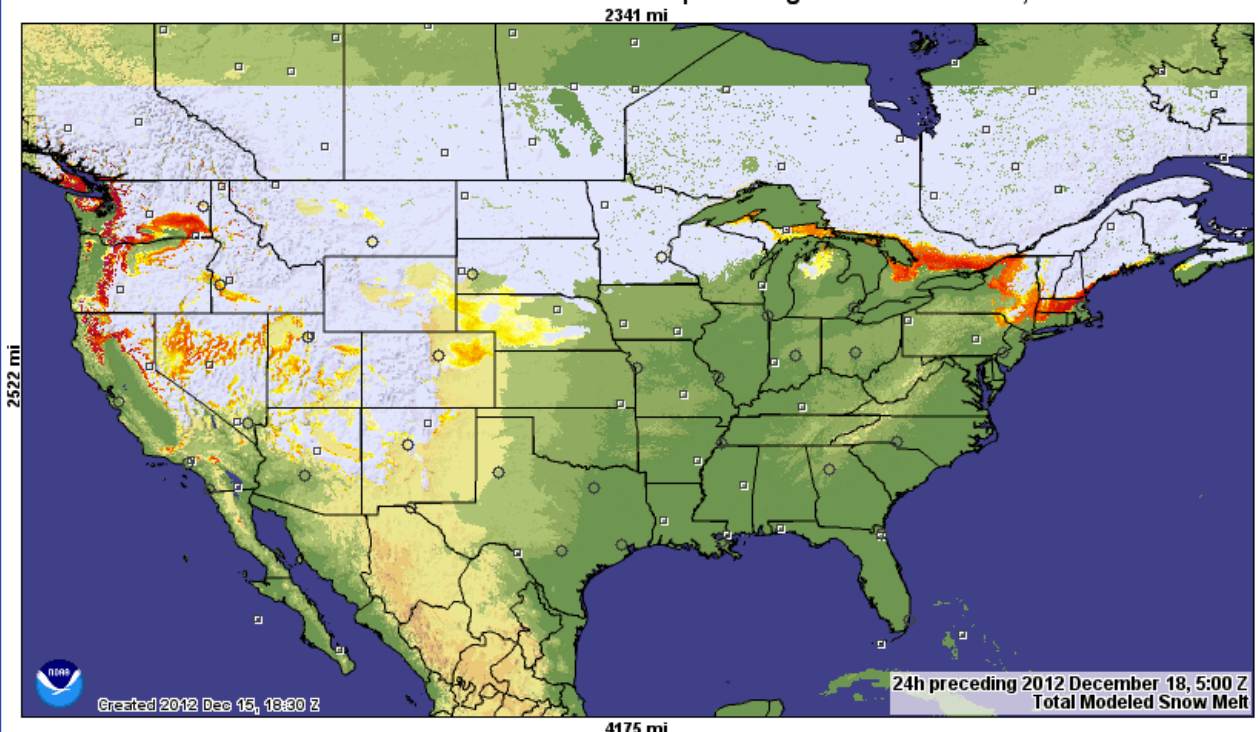 2341 mi
2522 mi
NOAA
Created 2012 Dec 15, 18:30 Z
24h preceding 2012 December 18, 5:00 Z
Total Modeled Snow Melt
4175 mi